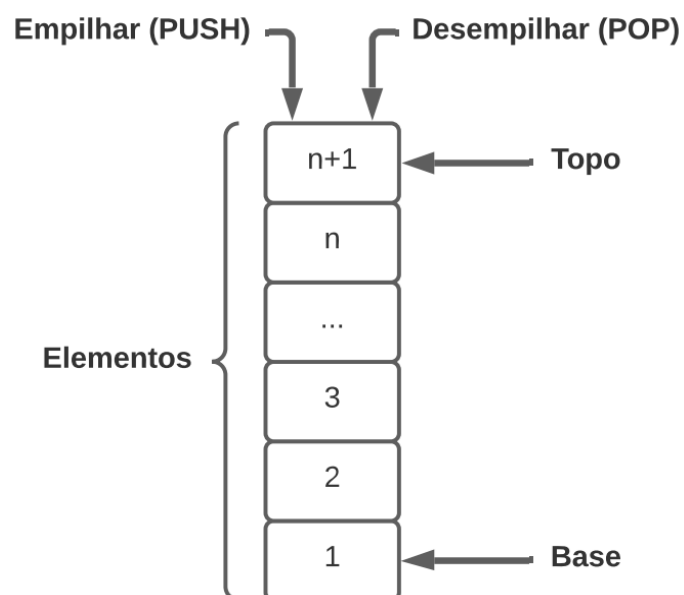 Empilhar (PUSH)
Desempilhar (POP)
n+1
Topo
n
...
Elementos
3
2
1
Base